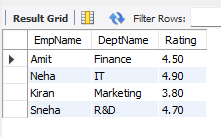 Result Grid Filter Rows:
EmpName DeptName Rating
Amit Finance 4.50
Neha IT 4.90
Kiran Marketing 3.80
Sneha R&D 4.70